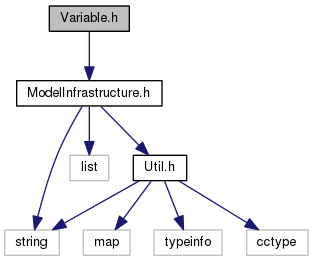 Variable.h
ModelInfrastructure.h
list
Util.h
string
map
typeinfo
cctype